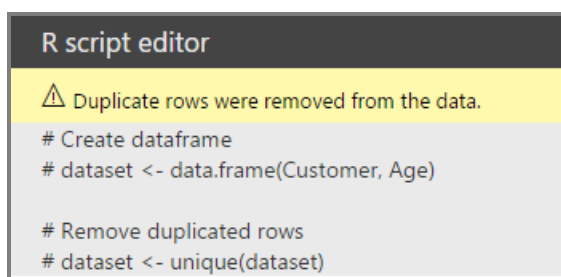 R script editor
⚠ Duplicate rows were removed from the data.
# Create dataframe
# dataset <- data.frame(Customer, Age)
# Remove duplicated rows
# dataset <- unique(dataset)